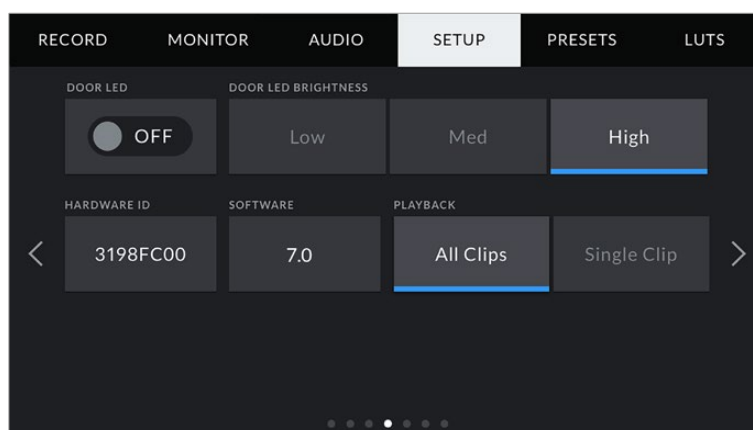 RECORD MONITOR AUDIO SETUP PRESETS LUTS
DOOR LED DOOR LED BRIGHTNESS
OFF Low Med High
HARDWARE ID SOFTWARE PLAYBACK
3198FC00 7.0 All Clips Single Clip